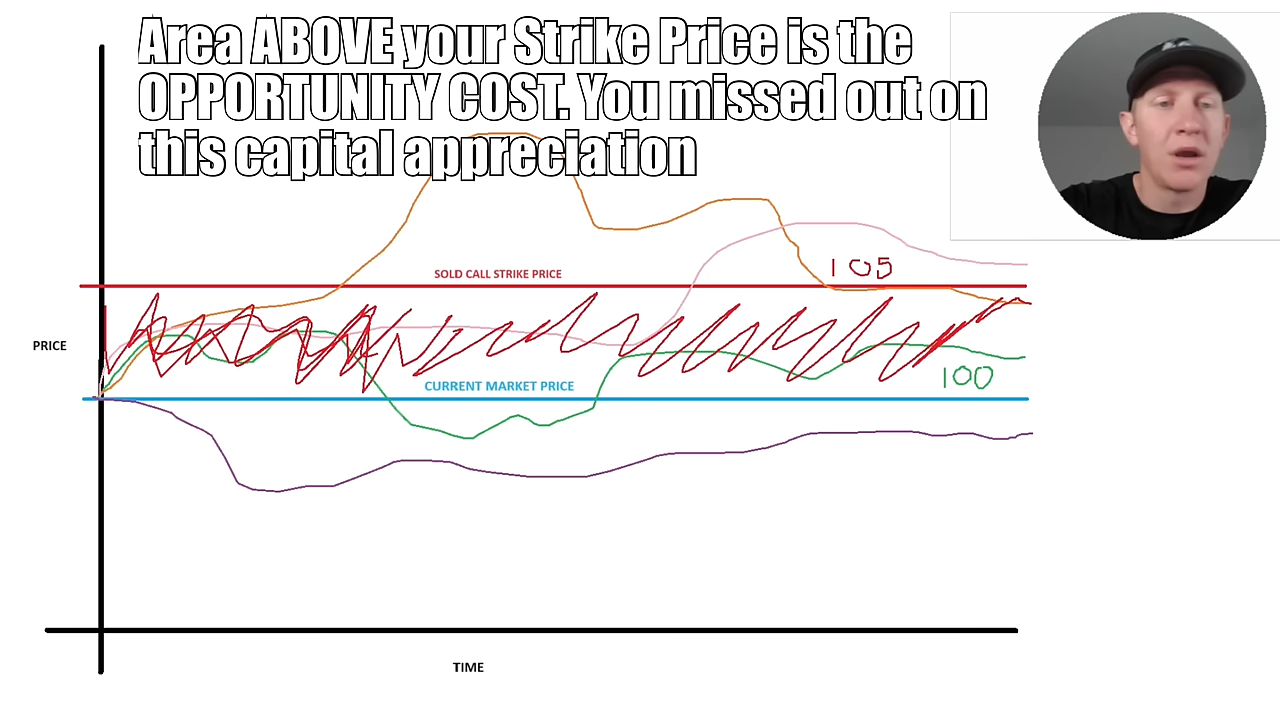 Area ABOVE your Strike Price is the
OPPORTUNITY COST. You missed out on
this capital appreciation
SOLD CALL STRIKE PRICE
105
PRICE
CURRENT MARKET PRICE
100
TIME